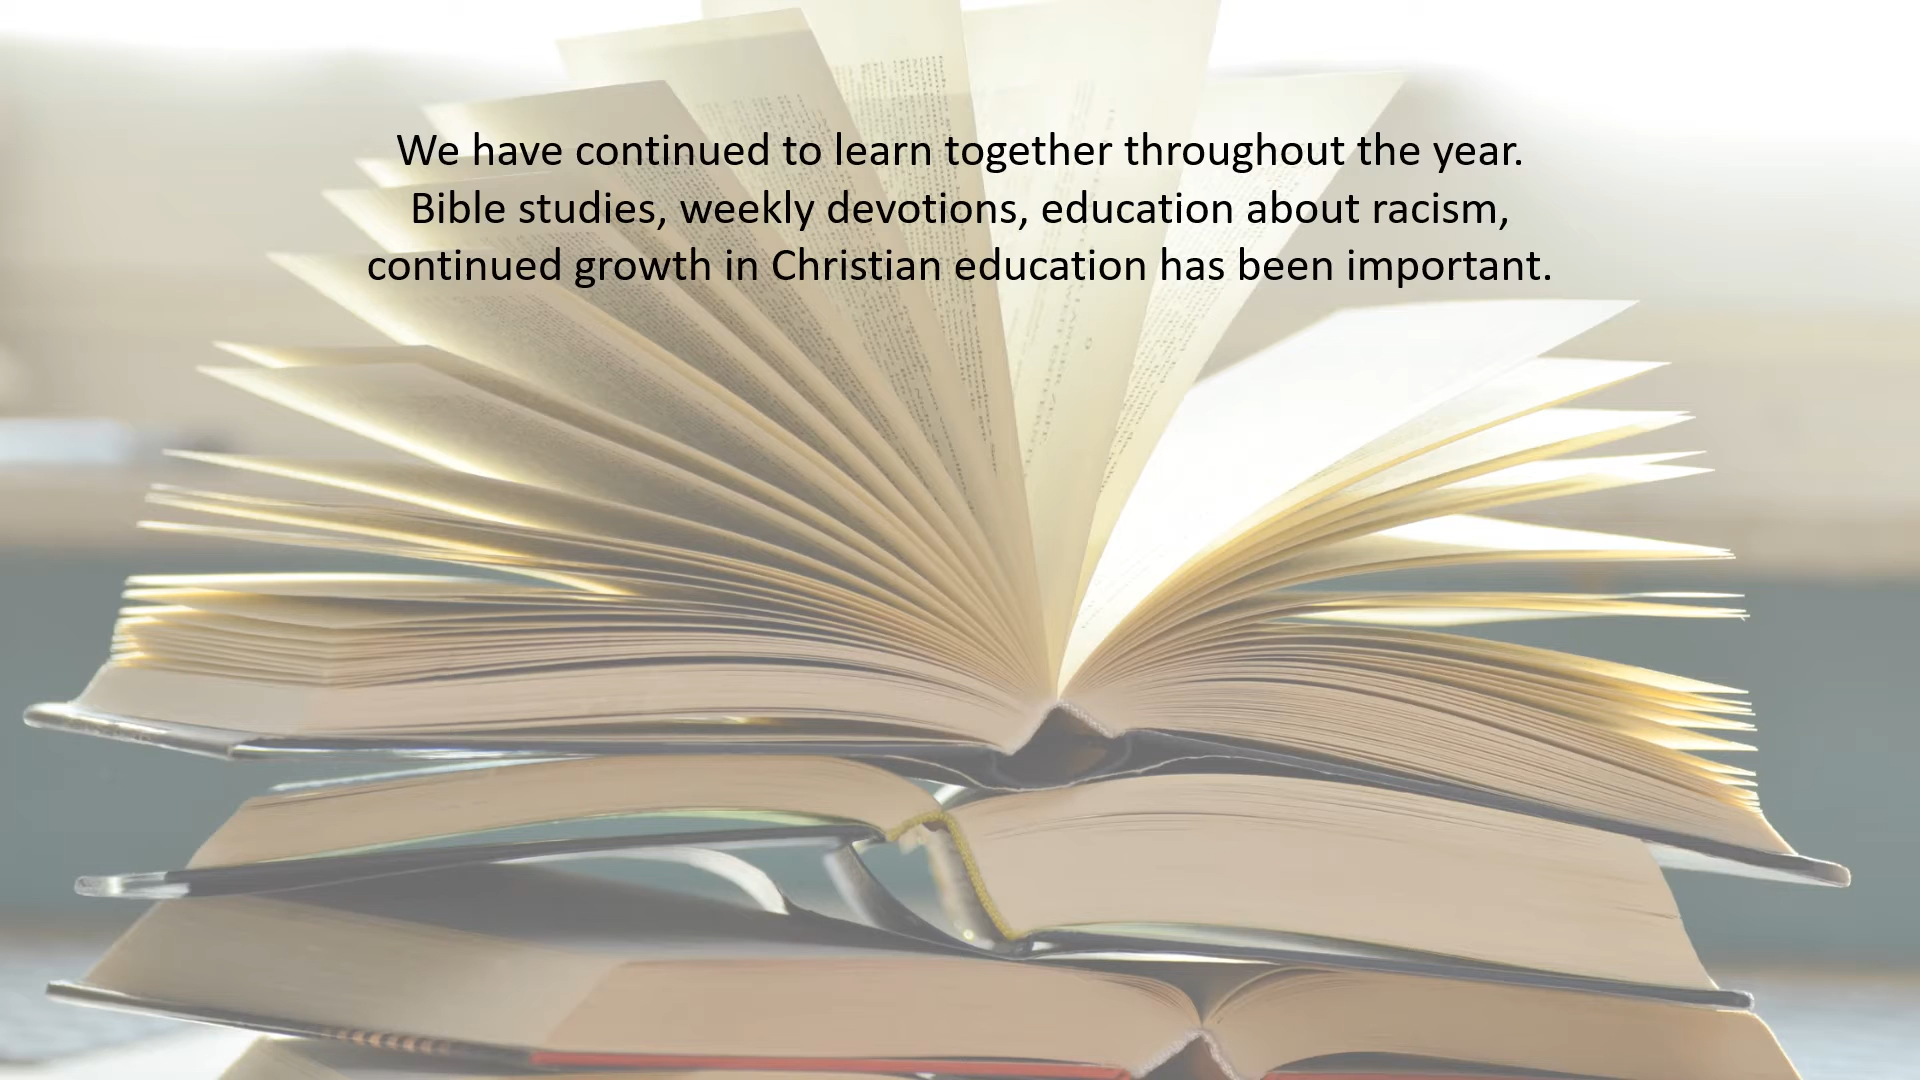 We have continued to learn together throughout the year.
Bible studies, weekly devotions, education about racism,
continued growth in Christian education has been important.